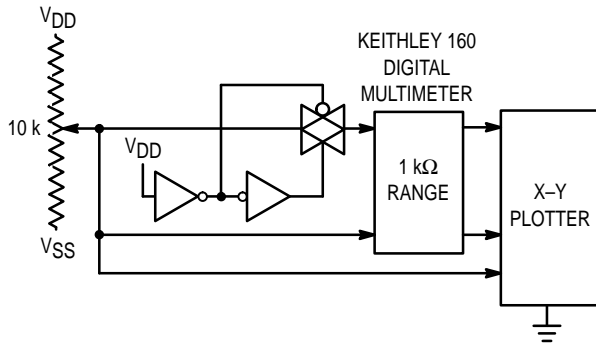 VDD
10 k
VSS
VDD
KEITHLEY 160
DIGITAL
MULTIMETER
1 kΩ
RANGE
X–Y
PLOTTER